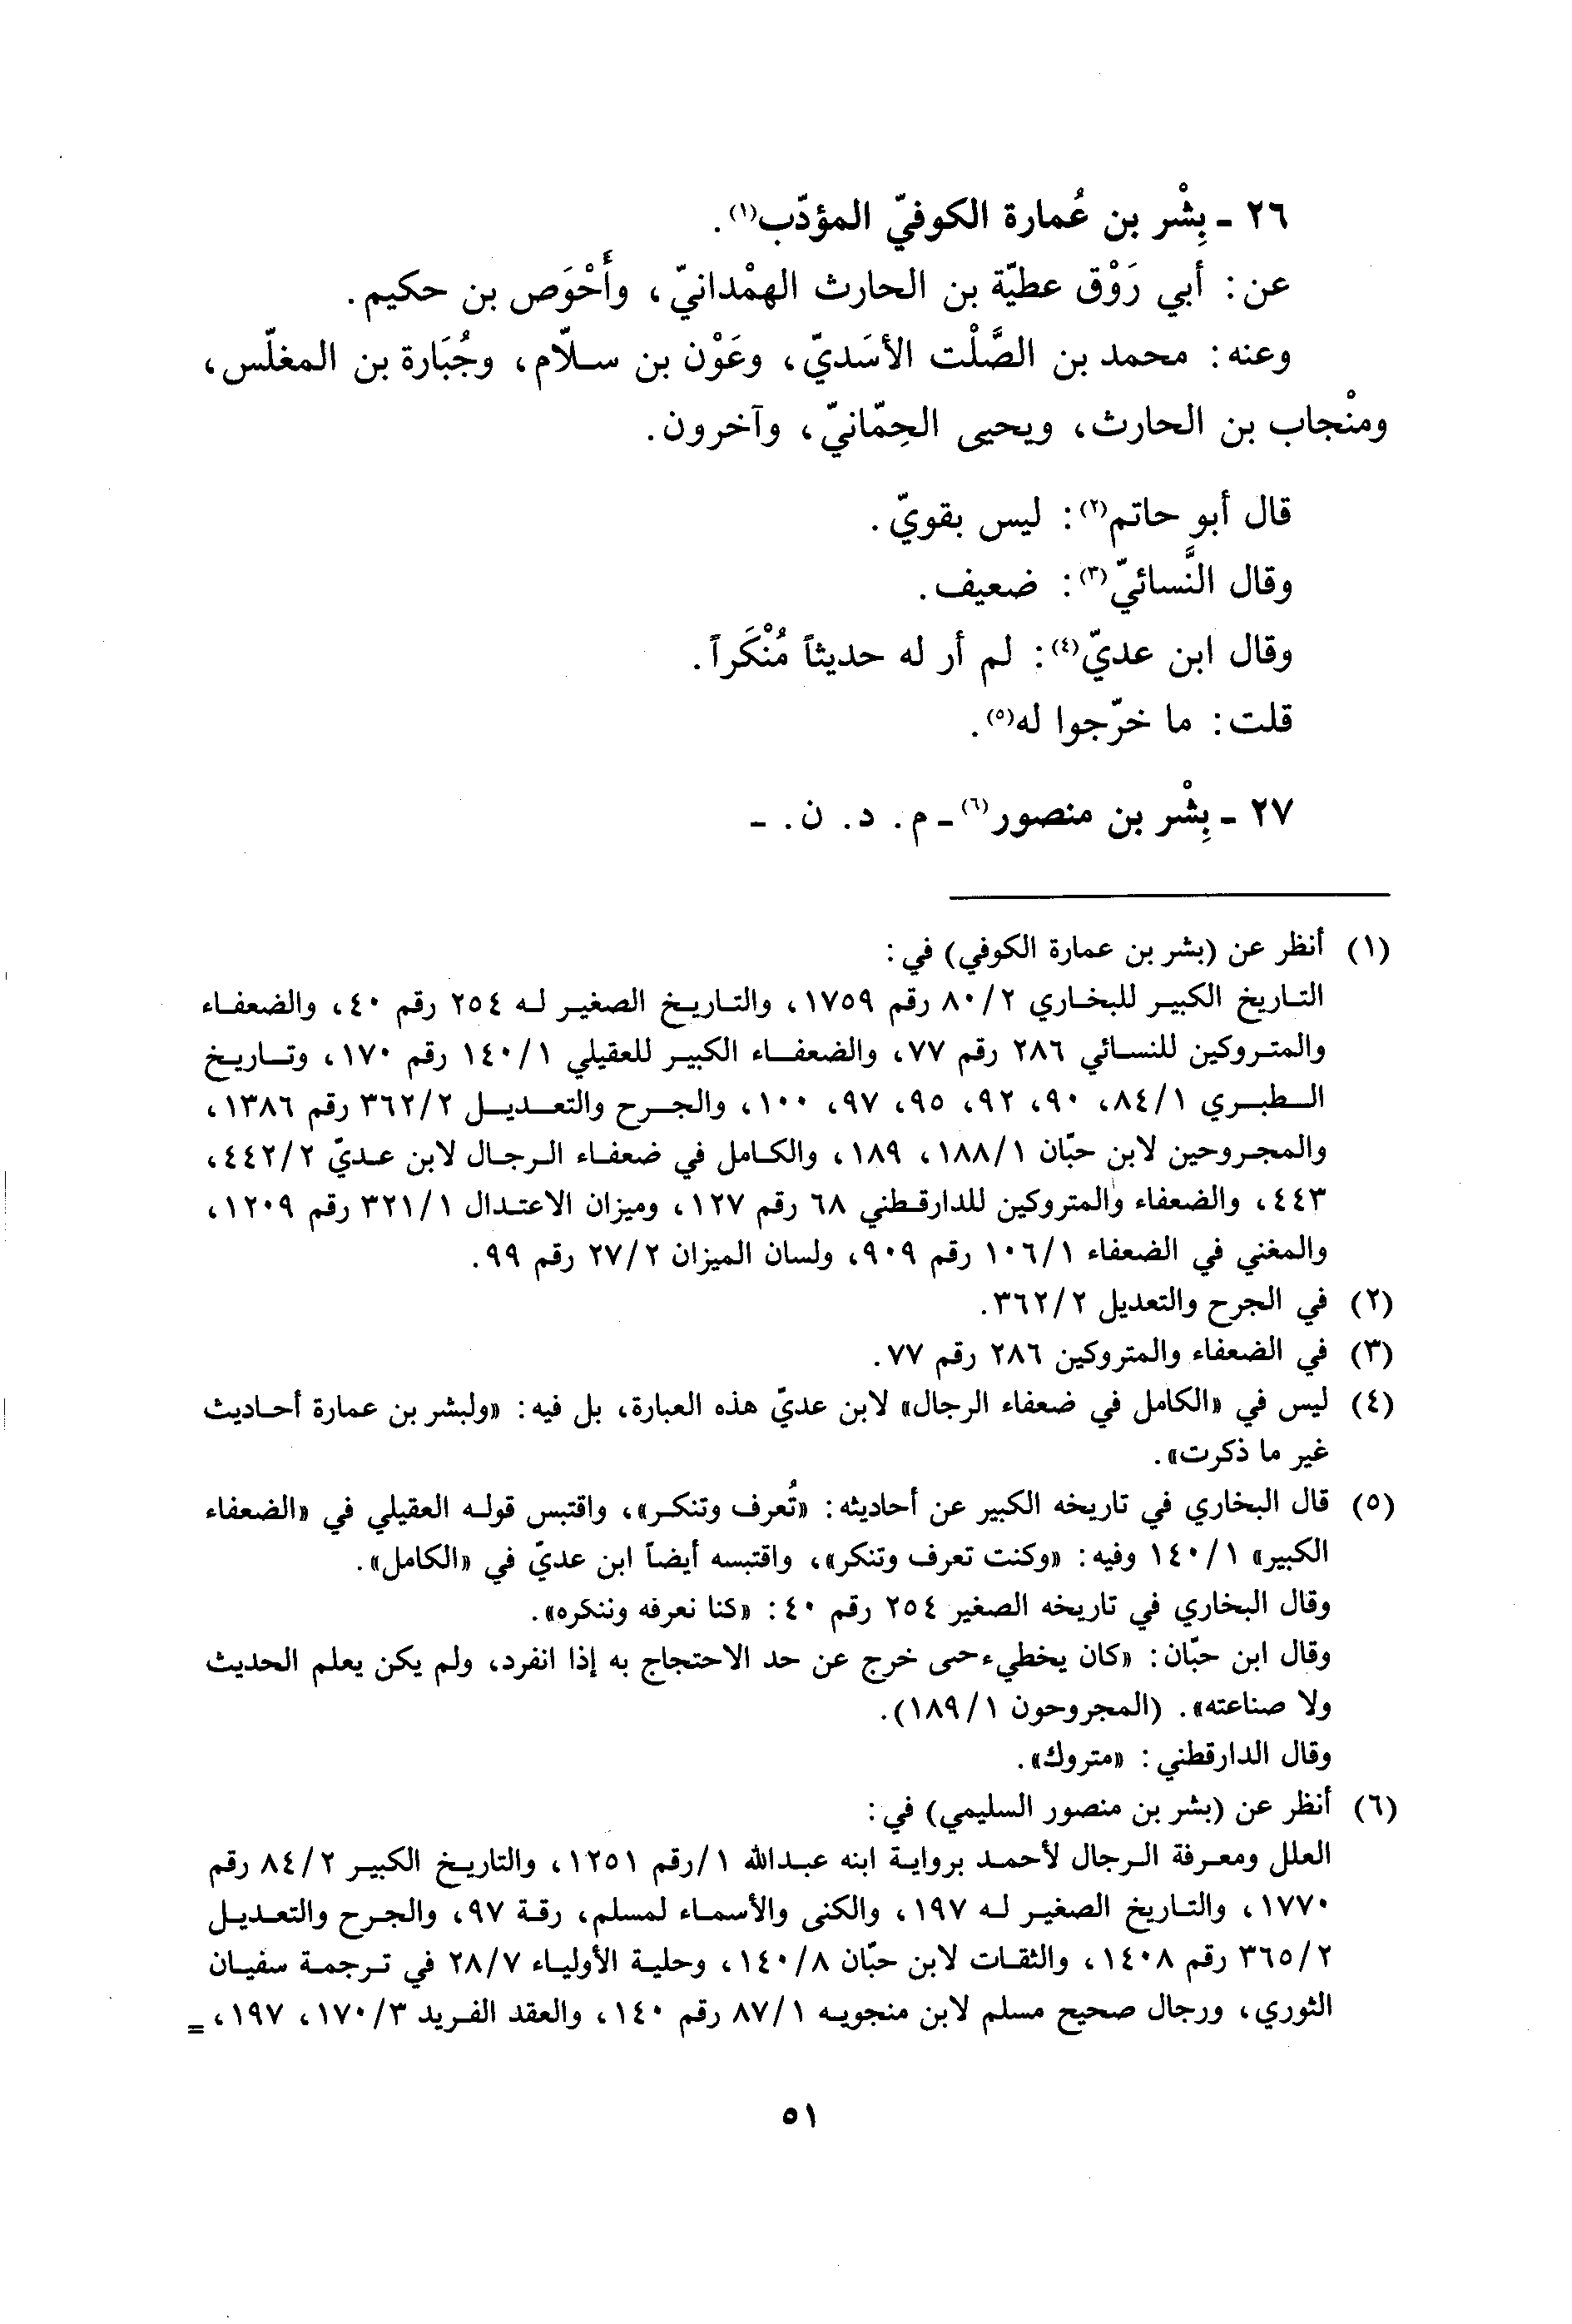 ٢٦ - بِشْر بن عُمارة الكوفيّ المؤدّب(١).
عن: أبي رَوْق عطيّة بن الحارث الهمْدانيّ، وأَحْوَص بن حكيم.
وعنه: محمد بن الصَّلْت الأسَديّ، وعَوْن بن سـلّام، وجُبَارة بن المغلّس،
ومنْجاب بن الحارث، ويحيى الحِمّانيّ، وآخرون.
قال أبو حاتم(٢): ليس بقويّ.
وقال النَّسائيّ(٣): ضعيف.
وقال ابن عديّ(٤): لم أر له حديثاً مُنْكَراً.
قلت: ما خرّجوا له(٥).
٢٧ - بِشْر بن منصور(٦) - م. د. ن. -
(١) أنظر عن (بشر بن عمارة الكوفي) في:
التاريخ الكبير للبخاري ٨٠/٢ رقم ١٧٥٩، والتاريخ الصغير له ٢٥٤ رقم ٤٠، والضعفاء
والمتروكين للنسائي ٢٨٦ رقم ٧٧، والضعفاء الكبير للعقيلي ١٤٠/١ رقم ١٧٠، وتاريخ
الطبري ٨٤/١، ٩٠، ٩٢، ٩٥، ٩٧، ١٠٠، والجرح والتعديل ٣٦٢/٢ رقم ١٣٨٦،
والمجروحين لابن حبّان ١٨٨/١، ١٨٩، والكامل في ضعفاء الرجال لابن عديّ ٤٤٢/٢،
٤٤٣، والضعفاء والمتروكين للدارقطني ٦٨ رقم ١٢٧، وميزان الاعتدال ٣٢١/١ رقم ١٢٠٩،
والمغني في الضعفاء ١٠٦/١ رقم ٩٠٩، ولسان الميزان ٢٧/٢ رقم ٩٩.
(٢) في الجرح والتعديل ٣٦٢/٢.
(٣) في الضعفاء والمتروكين ٢٨٦ رقم ٧٧.
(٤) ليس في «الكامل في ضعفاء الرجال» لابن عديّ هذه العبارة، بل فيه: «ولبشر بن عمارة أحاديث
غير ما ذكرت».
(٥) قال البخاري في تاريخه الكبير عن أحاديثه: «تُعرف وتنكر»، واقتبس قوله العقيلي في «الضعفاء
الكبير» ١٤٠/١ وفيه: «وكنت تعرف وتنكر»، واقتبسه أيضاً ابن عديّ في «الكامل».
وقال البخاري في تاريخه الصغير ٢٥٤ رقم ٤٠: «كنا نعرفه وننكره».
وقال ابن حبّان: «كان يخطيء حتى خرج عن حد الاحتجاج به إذا انفرد، ولم يكن يعلم الحديث
ولا صناعته». (المجروحون ١٨٩/١).
وقال الدارقطني: «متروك».
(٦) أنظر عن (بشر بن منصور السليمي) في:
العلل ومعرفة الرجال لأحمد برواية ابنه عبدالله ١/رقم ١٢٥١، والتاريخ الكبير ٨٤/٢ رقم
١٧٧٠، والتاريخ الصغير له ١٩٧، والكنى والأسماء لمسلم، رقة ٩٧، والجرح والتعديل
٣٦٥/٢ رقم ١٤٠٨، والثقات لابن حبّان ١٤٠/٨، وحلية الأولياء ٢٨/٧ في ترجمة سفيان
الثوري، ورجال صحيح مسلم لابن منجويه ٨٧/١ رقم ١٤٠، والعقد الفريد ١٧٠/٣، ١٩٧، =
٥١